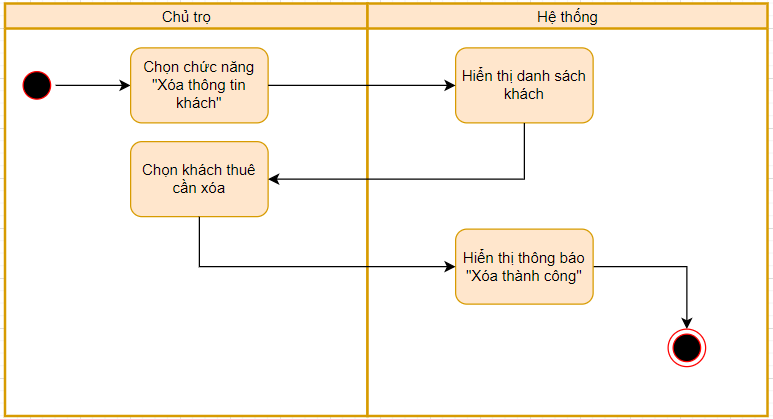 Chủ trọ
Hệ thống
Chọn chức năng
"Xóa thông tin
khách"
Hiển thị danh sách
khách
Chọn khách thuê
cần xóa
Hiển thị thông báo
"Xóa thành công"